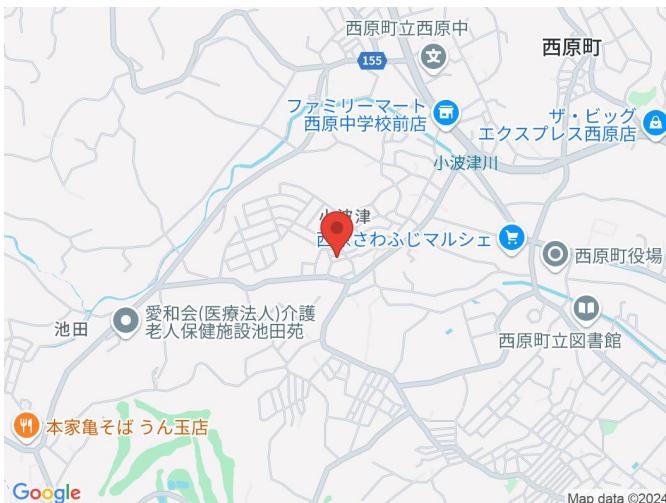 西原町立西原中
文
西原町
155
ファミリーマート
西原中学校前店
ザ・ビッグ
エクスプレス西原店
小波津川
小波津
西原さわふじマルシェ
西原町役場
愛和会(医療法人)介護
老人保健施設池田苑
池田
西原町立図書館
本家亀そば うん玉店
Google
Map data ©2024